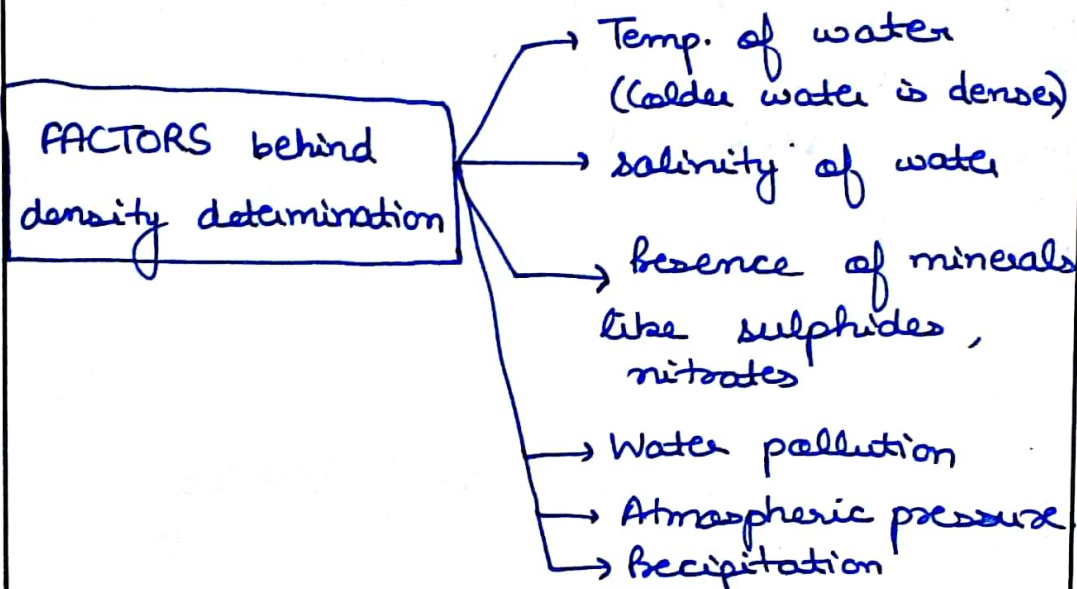 FACTORS behind
density determination
Temp. of water
(Colder water is denser)
salinity of water
Presence of minerals
like sulphides,
nitrates
Water pollution
Atmospheric pressure
Precipitation